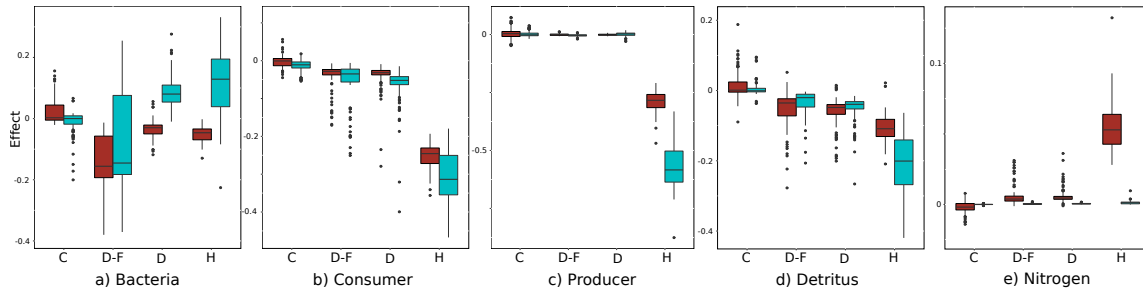 Effect
0.2
0
-0.2
-0.4
C D-F D H
a) Bacteria
0
-0.2
-0.4
C D-F D H
b) Consumer
0
-0.5
C D-F D H
c) Producer
0.2
0
-0.2
-0.4
C D-F D H
d) Detritus
0.1
0
C D-F D H
e) Nitrogen